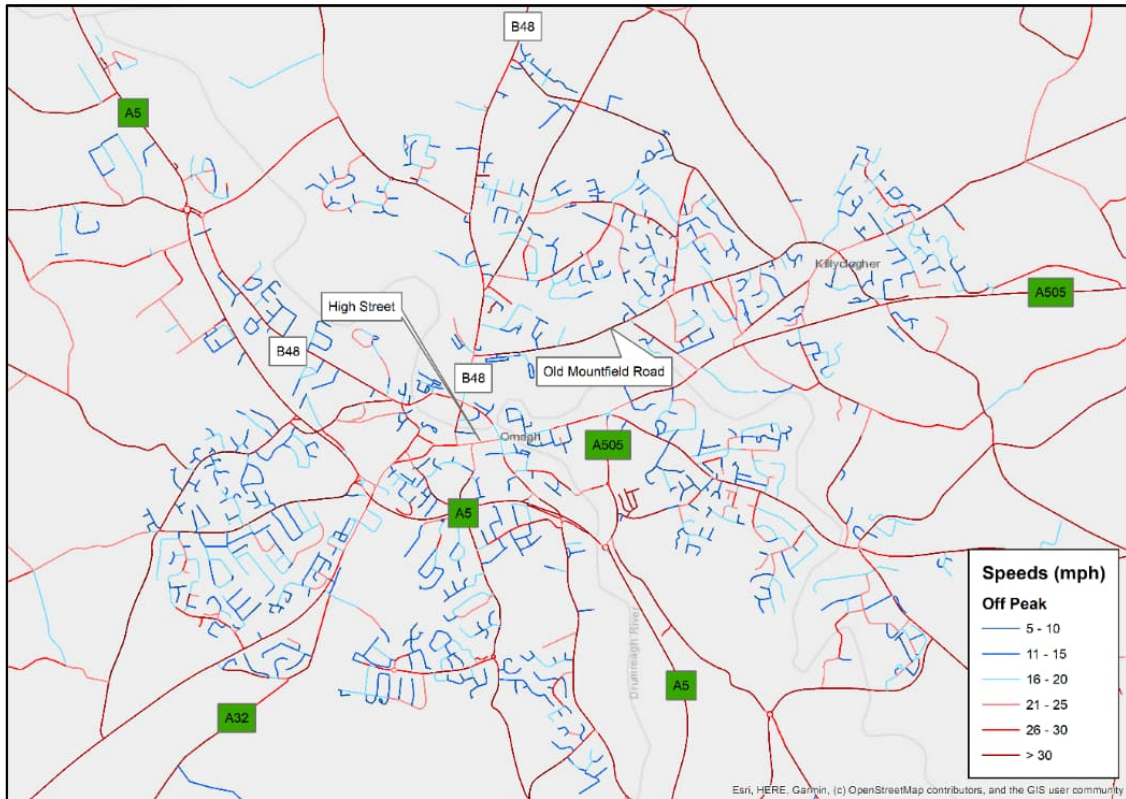 B48
A5
Killyclogher
A505
High Street
B48
Old Mountfield Road
B48
Omagh
A505
A5
Drumreagh River
A5
A32
Speeds (mph)
Off Peak
5 - 10
11 - 15
16 - 20
21 - 25
26 - 30
> 30
Esri, HERE, Garmin, (c) OpenStreetMap contributors, and the GIS user community